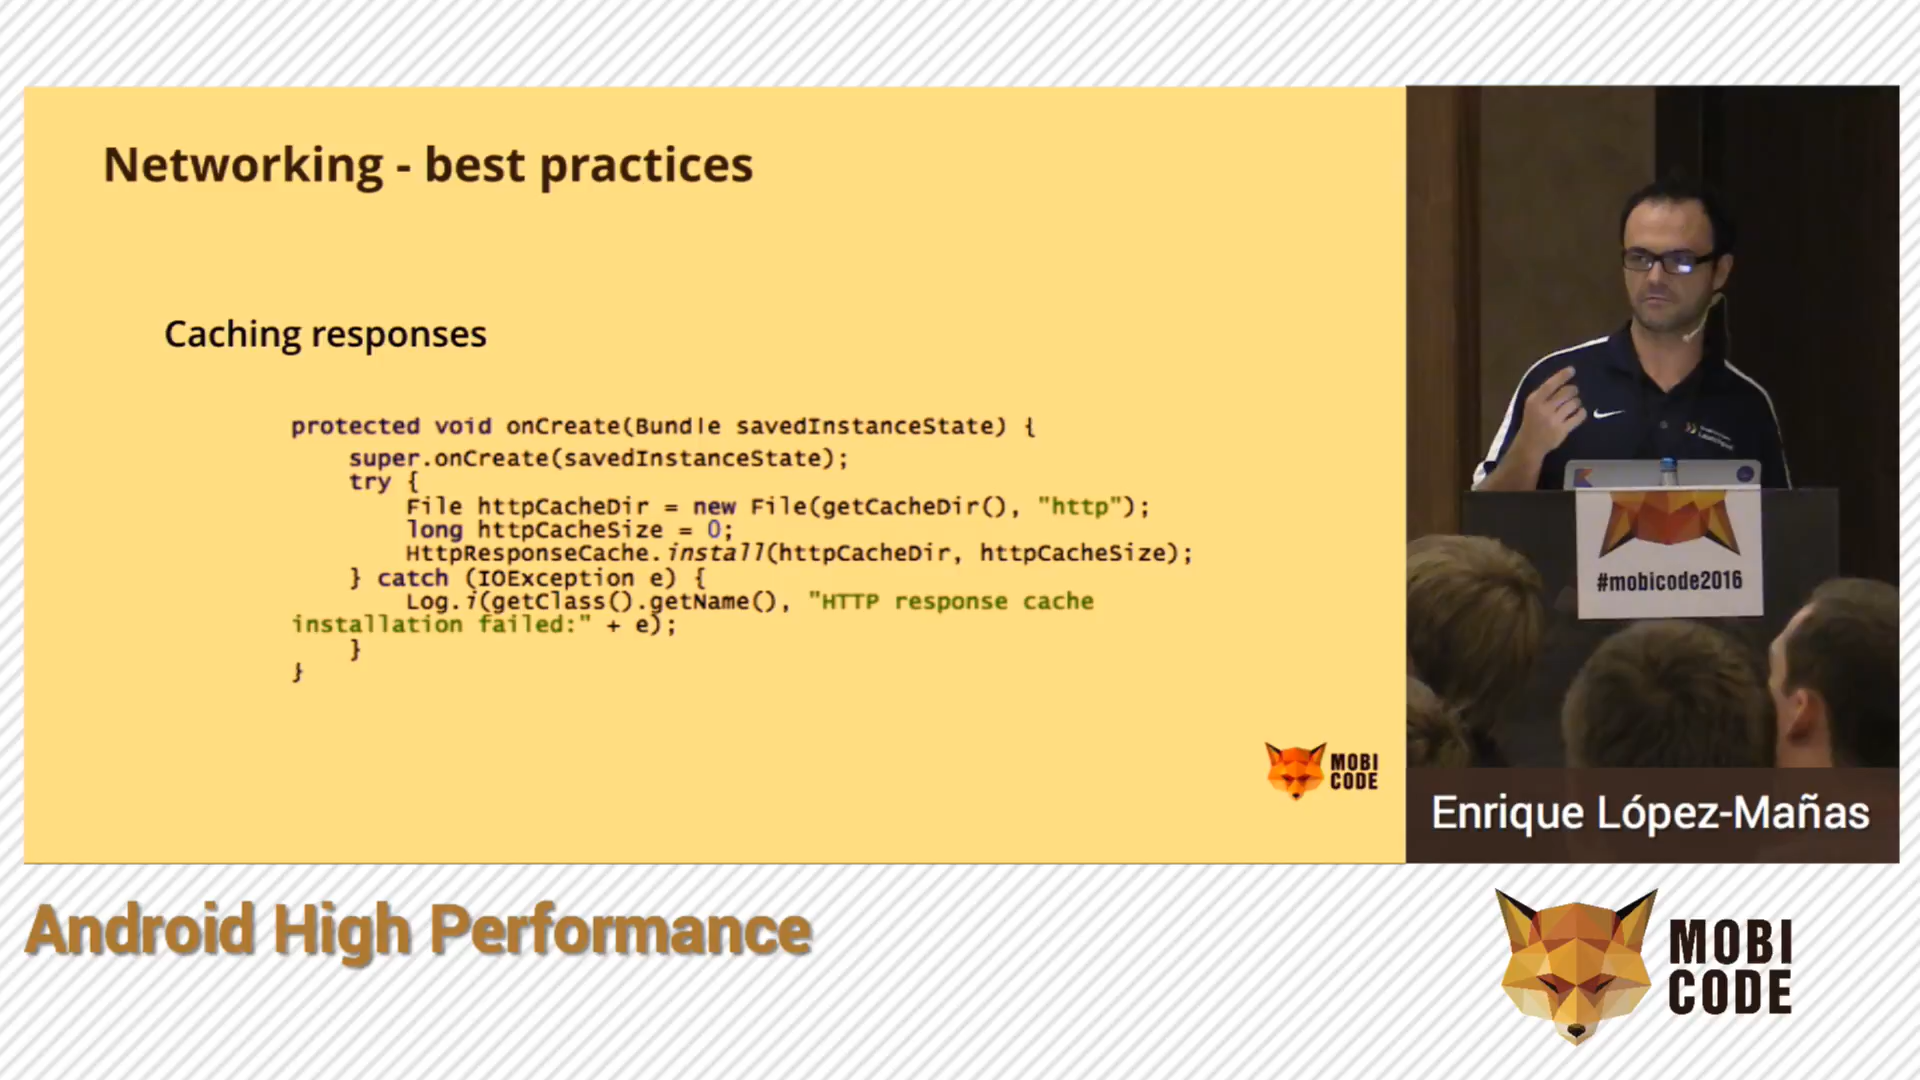 Networking - best practices
Caching responses
protected void onCreate(Bundle savedInstanceState) {
super.onCreate(savedInstanceState);
try {
File httpCacheDir = new File(getCacheDir(), "http");
long httpCacheSize = 0;
HttpResponseCache.install(httpCacheDir, httpCacheSize);
} catch (IOException e) {
Log.i(getClass().getName(), "HTTP response cache
installation failed:" + e);
}
}
MOBI
CODE
#mobicode2016
Enrique López-Mañas
Android High Performance
MOBI
CODE